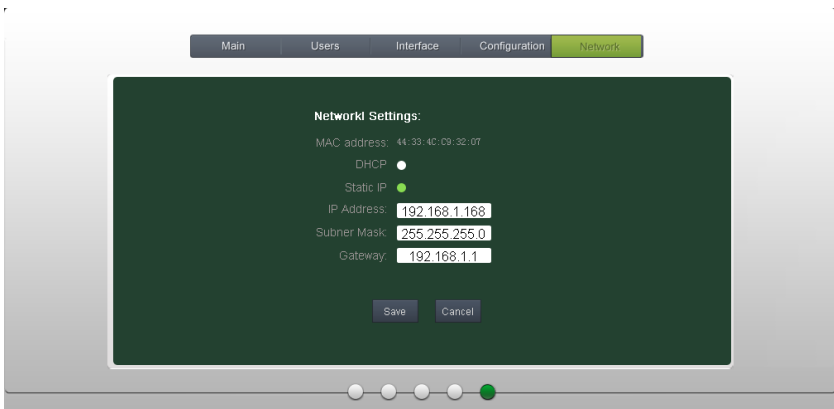 Main Users Interface Configuration Network
Networkl Settings:
MAC address: 44:33:4C:C9:32:07
DHCP
Static IP
IP Address: 192.168.1.168
Subner Mask: 255.255.255.0
Gateway: 192.168.1.1
Save Cancel